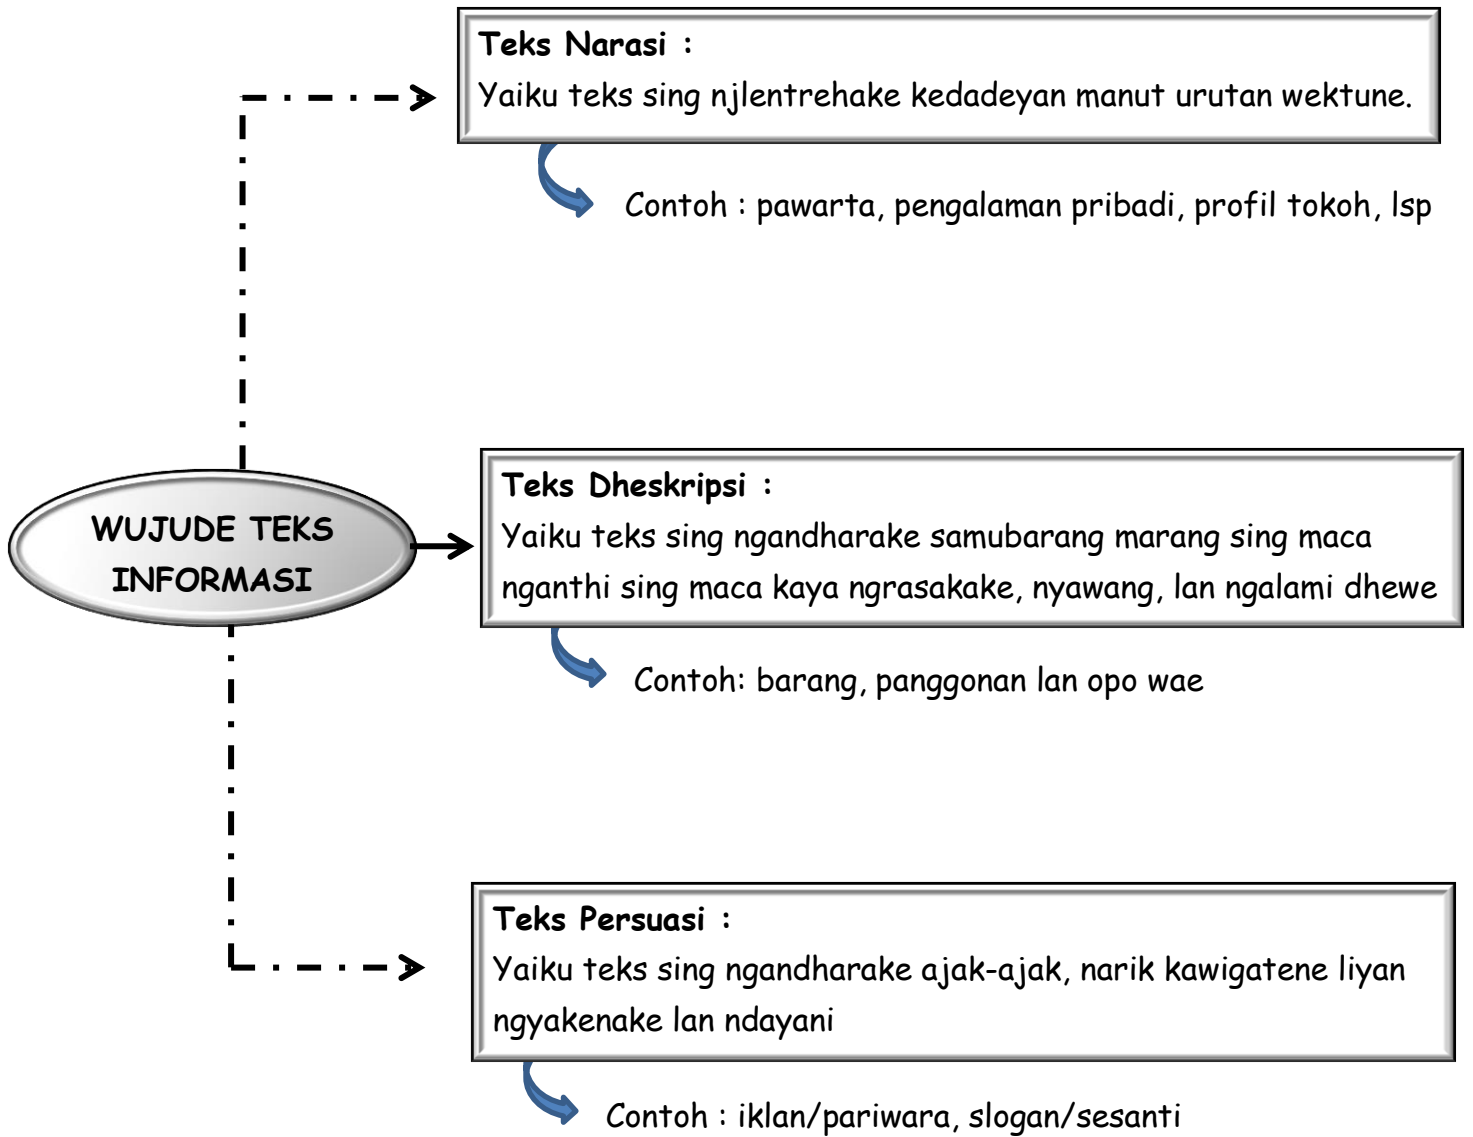 Teks Narasi :
Yaiku teks sing njlentrehake kedadeyan manut urutan wektune.
Contoh : pawarta, pengalaman pribadi, profil tokoh, lsp
WUJUDE TEKS
INFORMASI
Teks Dheskripsi :
Yaiku teks sing ngandharake samubarang marang sing maca
nganthi sing maca kaya ngrasakake, nyawang, lan ngalami dhewe
Contoh: barang, panggonan lan opo wae
Teks Persuasi :
Yaiku teks sing ngandharake ajak-ajak, narik kawigatene liyan
ngyakenake lan ndayani
Contoh : iklan/pariwara, slogan/sesanti